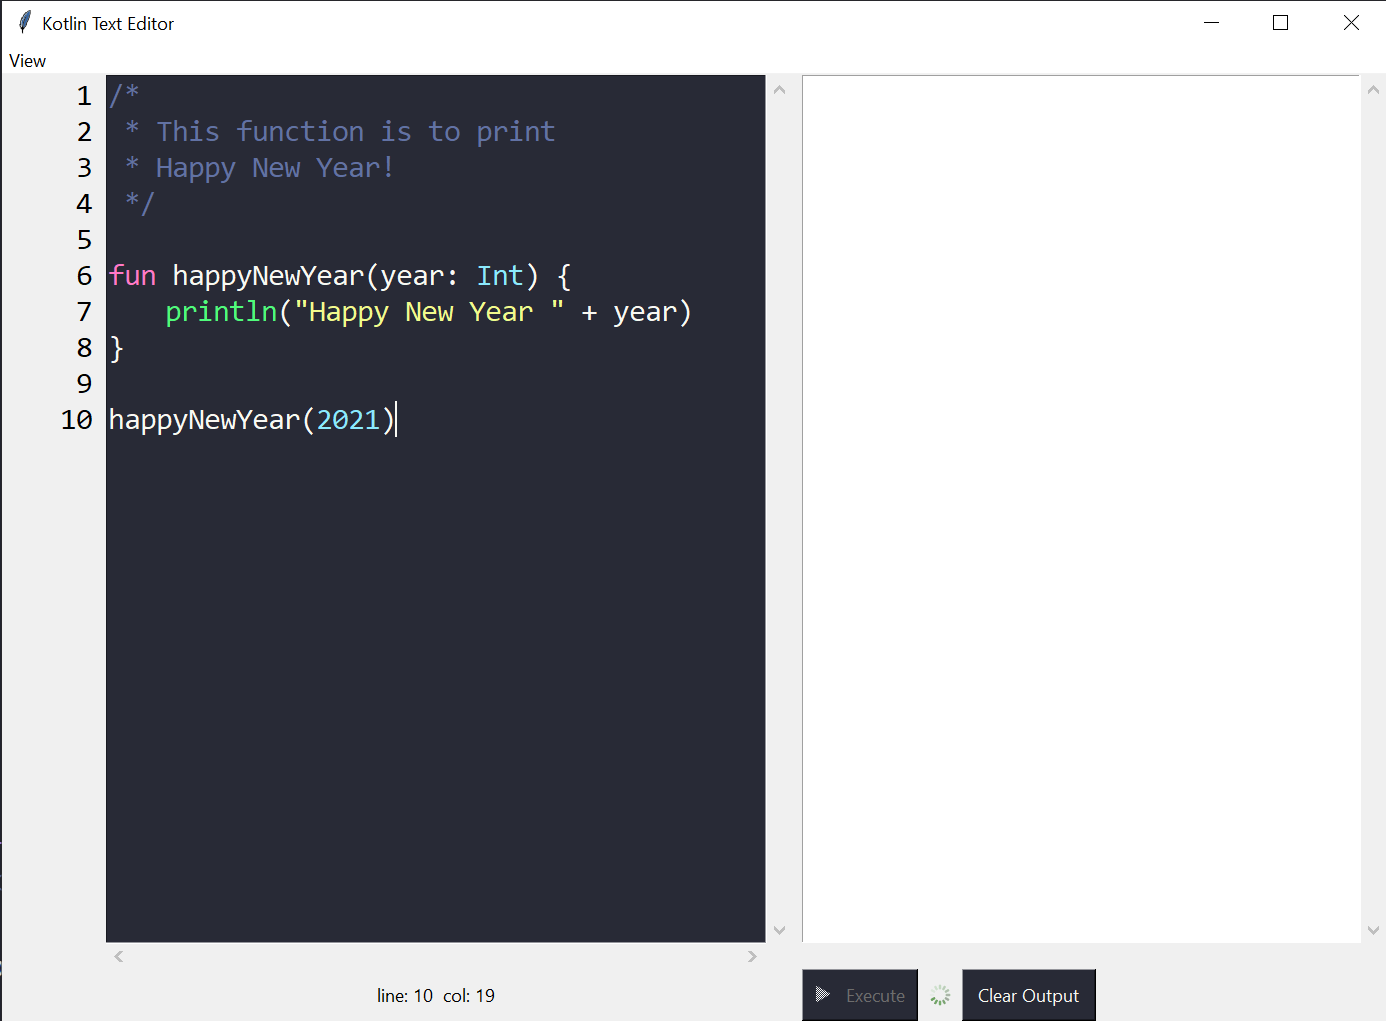 Kotlin Text Editor
View
1 /*
2  * This function is to print
3  * Happy New Year!
4  */
5
6 fun happyNewYear(year: Int) {
7    println("Happy New Year " + year)
8 }
9
10 happyNewYear(2021)
line: 10 col: 19
Execute
Clear Output